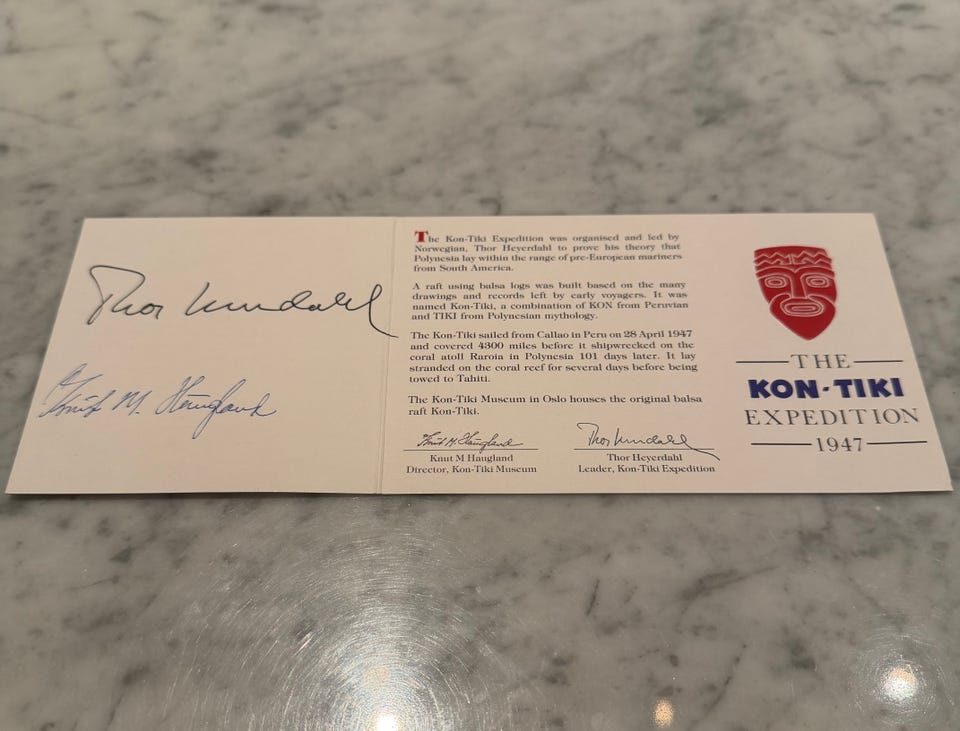 Thor Heyerdahl
Knut M. Haugland
The Kon-Tiki Expedition was organised and led by
Norwegian, Thor Heyerdahl to prove his theory that
Polynesia lay within the range of pre-European mariners
from South America.
A raft using balsa logs was built based on the many
drawings and records left by early voyagers. It was
named Kon-Tiki, a combination of KON from Peruvian
and TIKI from Polynesian mythology.
The Kon-Tiki sailed from Callao in Peru on 28 April 1947
and covered 4300 miles before it shipwrecked on the
coral atoll Raroia in Polynesia 101 days later. It lay
stranded on the coral reef for several days before being
towed to Tahiti.
The Kon-Tiki Museum in Oslo houses the original balsa
raft Kon-Tiki.
Knut M. Haugland
Knut M Haugland
Director, Kon-Tiki Museum
Thor Heyerdahl
Thor Heyerdahl
Leader, Kon-Tiki Expedition
THE
KON-TIKI
EXPEDITION
1947